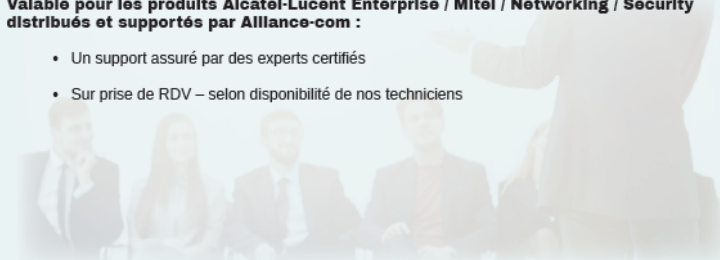 Valable pour les produits Alcatel-Lucent Enterprise / Mitel / Networking / Security
distribués et supportés par Alliance-com :
• Un support assuré par des experts certifiés
• Sur prise de RDV – selon disponibilité de nos techniciens